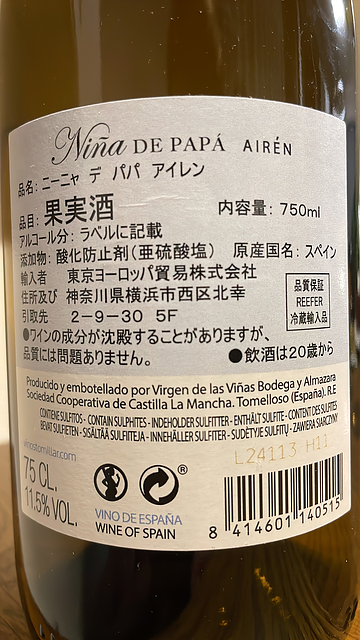 Niña DE PAPÁ AIRÉN
品名: ニーニャ デ パパ アイレン
品目: 果実酒 内容量: 750ml
アルコール分: ラベルに記載
添加物: 酸化防止剤(亜硫酸塩) 原産国名: スペイン
輸入者 東京ヨーロッパ貿易株式会社
住所及び 神奈川県横浜市西区北幸
引取先 2-9-30 5F
品質保証
REEFER
冷蔵輸入品
●ワインの成分が沈殿することがありますが、
品質には問題ありません。 ●飲酒は20歳から
Producido y embotellado por Virgen de las Viñas Bodega y Almazara
Sociedad Cooperativa de Castilla La Mancha. Tomelloso (España). R.E
CONTIENE SULFITOS - CONTAIN SULPHITES - INDEHOLDER SULFITTER - ENTHÄLT SULFITE - CONTENT DES SULFITES
BEVAT SULFIETEN - SISÄLTÄÄ SULFIITEJA - INNEHÅLLER SULFITER - SUDĖTYJE SULFITŲ - ZAWIERA SIARCZYNY
vinostomillar.com
L24113 H11
75 CL.
11.5% VOL.
®
VINO DE ESPAÑA
WINE OF SPAIN
8 414601 140515